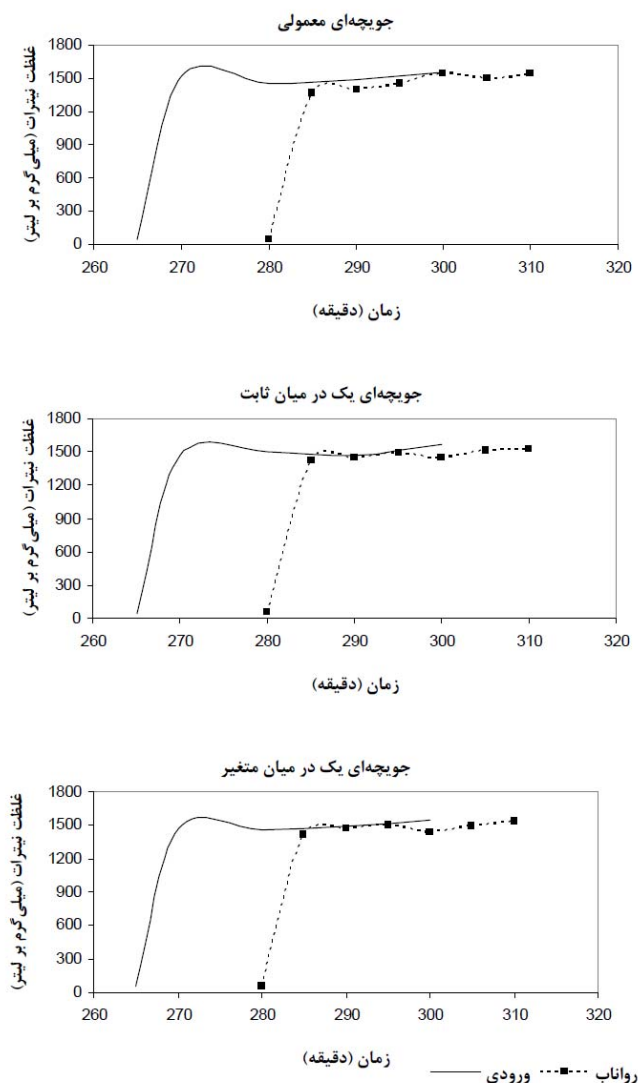 جویچه‌ای معمولی
غلظت نیترات (میلی گرم بر لیتر)
1800
1500
1200
900
600
300
0
260 270 280 290 300 310 320
زمان (دقیقه)
جویچه‌ای یک در میان ثابت
غلظت نیترات (میلی گرم بر لیتر)
1800
1500
1200
900
600
300
0
260 270 280 290 300 310 320
زمان (دقیقه)
جویچه‌ای یک در میان متغیر
غلظت نیترات (میلی گرم بر لیتر)
1800
1500
1200
900
600
300
0
260 270 280 290 300 310 320
زمان (دقیقه)
رواناب ورودی